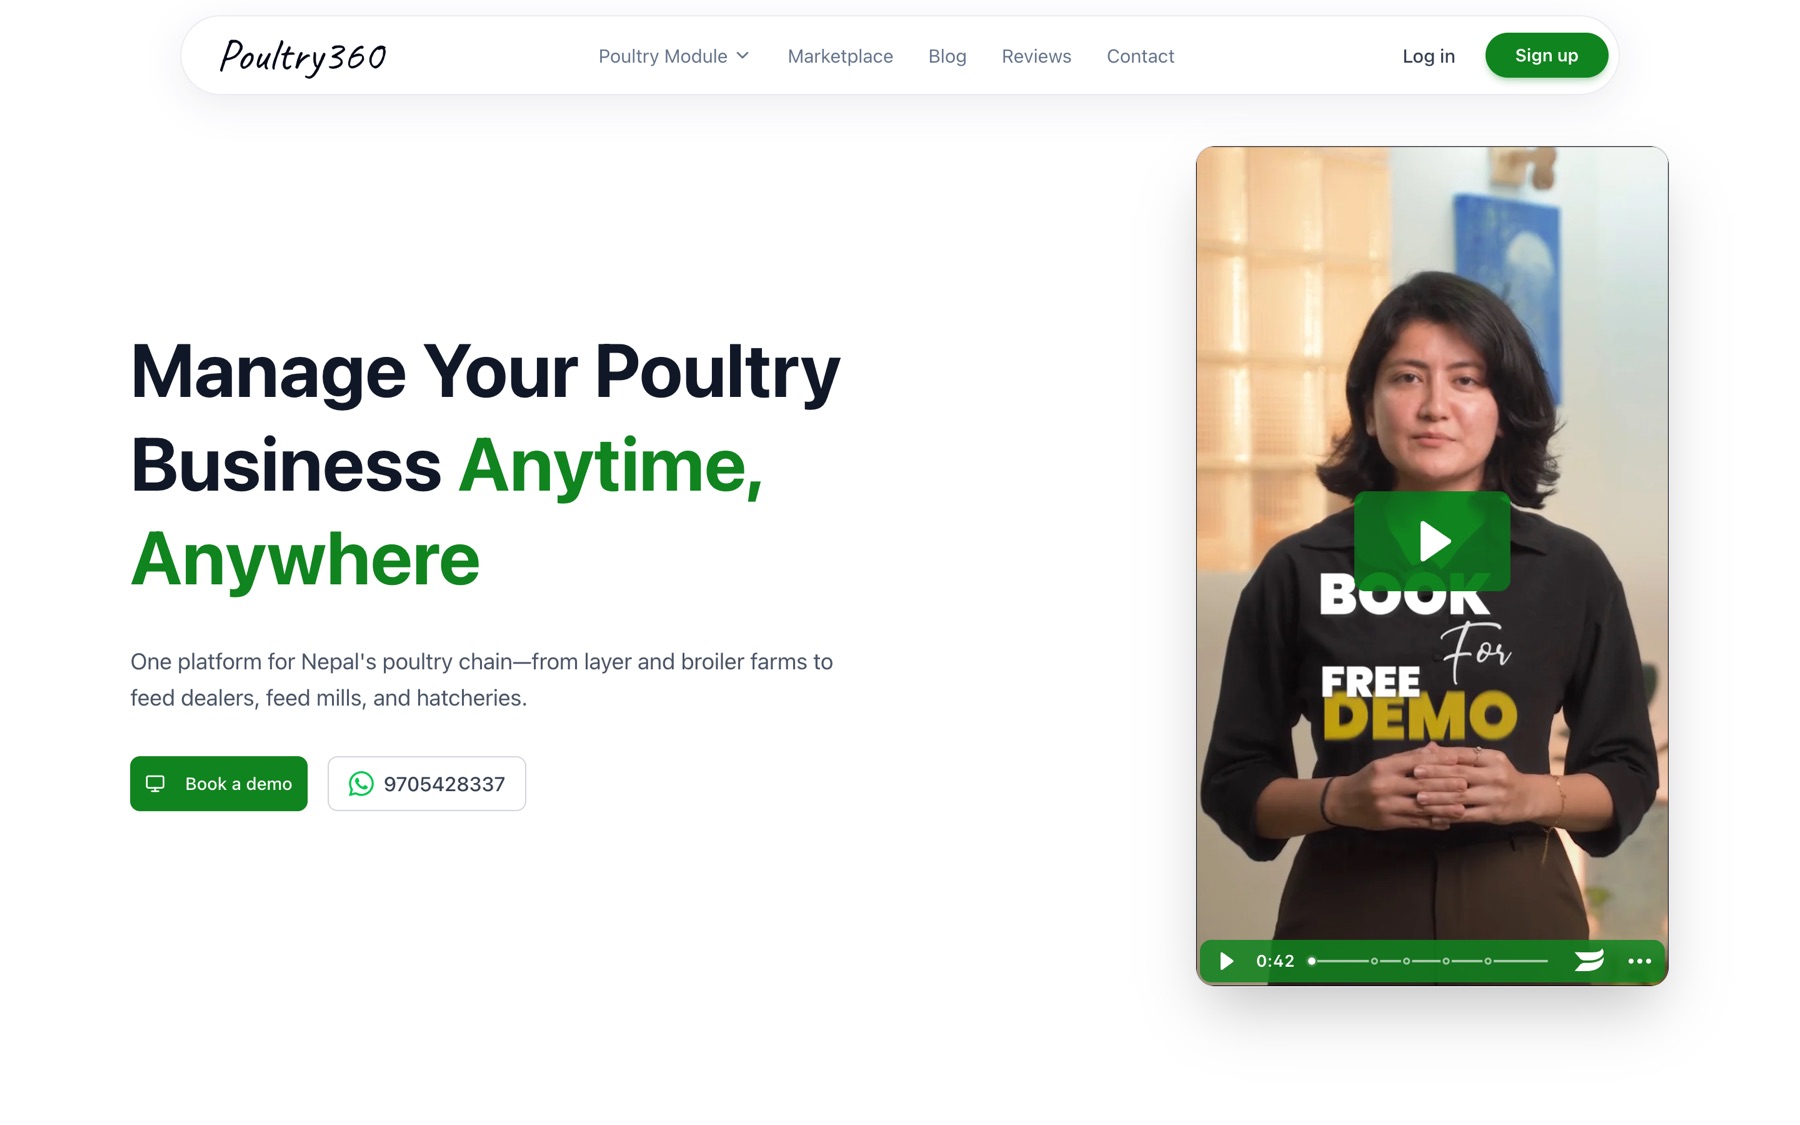 Poultry360
Poultry Module
Marketplace
Blog
Reviews
Contact
Log in
Sign up
Manage Your Poultry
Business Anytime,
Anywhere
One platform for Nepal's poultry chain—from layer and broiler farms to
feed dealers, feed mills, and hatcheries.
Book a demo
9705428337
BOOK
For
FREE
DEMO
0:42